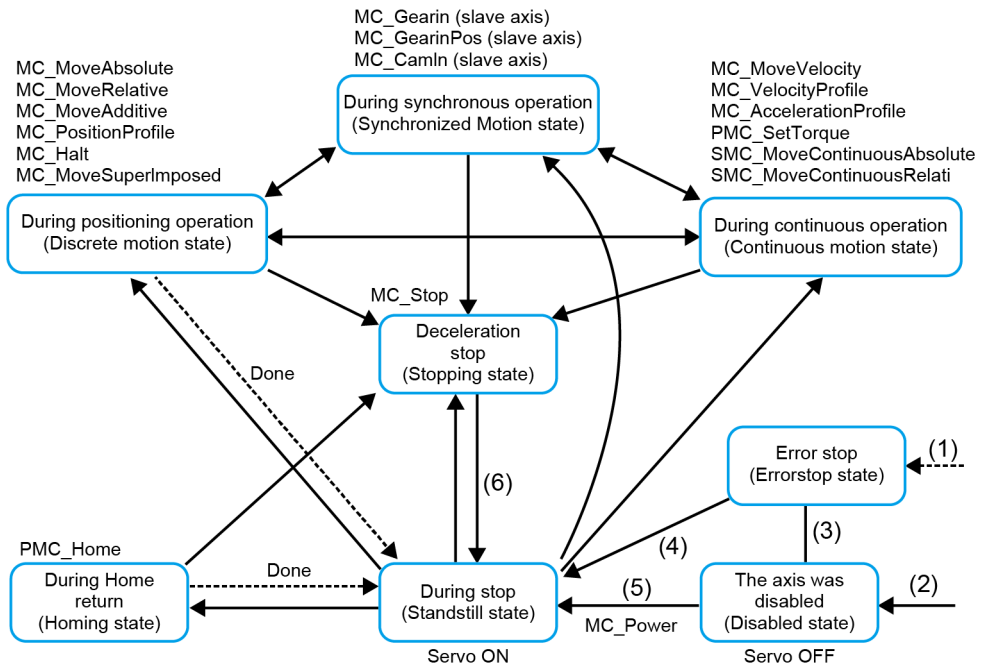 MC_Gearin (slave axis)
MC_GearinPos (slave axis)
MC_CamIn (slave axis)
During synchronous operation
(Synchronized Motion state)
MC_MoveAbsolute
MC_MoveRelative
MC_MoveAdditive
MC_PositionProfile
MC_Halt
MC_MoveSuperImposed
During positioning operation
(Discrete motion state)
MC_MoveVelocity
MC_VelocityProfile
MC_AccelerationProfile
PMC_SetTorque
SMC_MoveContinuousAbsolute
SMC_MoveContinuousRelati
During continuous operation
(Continuous motion state)
MC_Stop
Deceleration
stop
(Stopping state)
Done
(6)
Error stop
(Errorstop state)
(1)
(3)
(4)
PMC_Home
During Home
return
(Homing state)
Done
During stop
(Standstill state)
Servo ON
(5)
MC_Power
The axis was
disabled
(Disabled state)
(2)
Servo OFF